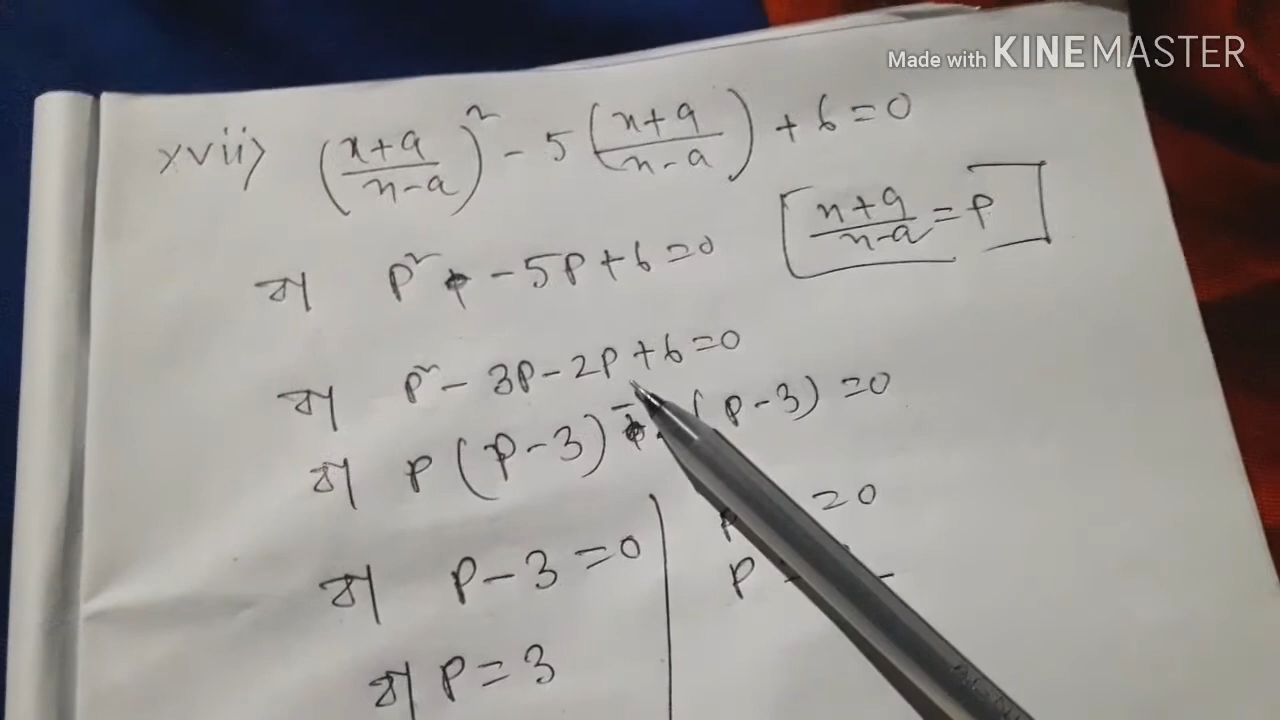 Made with KINEMASTER
xvii) (x+a/x-a)² - 5(x+a/x-a) + 6 = 0
[x+a/x-a = P]
বা P² - 5P + 6 = 0
বা P² - 3P - 2P + 6 = 0
বা P (P - 3) - (P - 3) = 0
বা P - 3 = 0
P = 0
বা P = 3
P